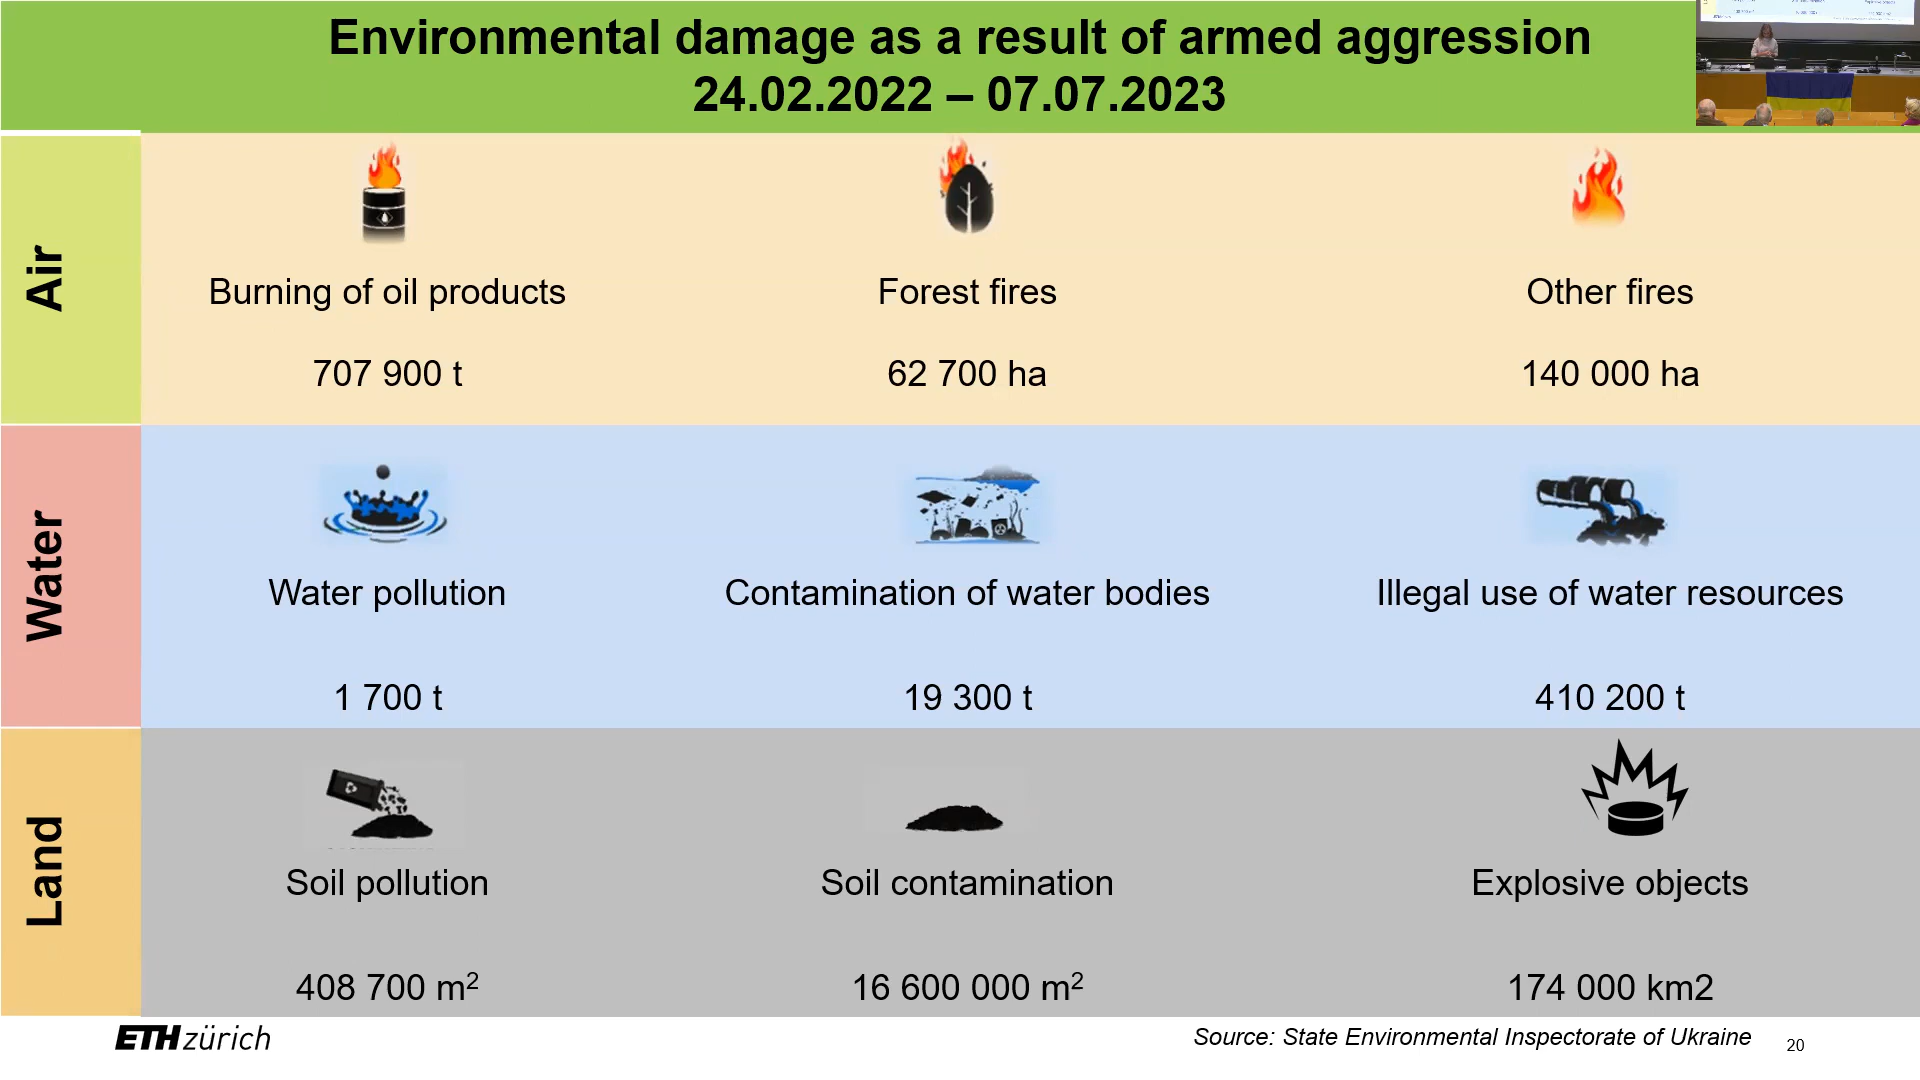 Environmental damage as a result of armed aggression
24.02.2022 – 07.07.2023
Air
Burning of oil products
Forest fires
Other fires
707 900 t
62 700 ha
140 000 ha
Water
Water pollution
Contamination of water bodies
Illegal use of water resources
1 700 t
19 300 t
410 200 t
Land
Soil pollution
Soil contamination
Explosive objects
408 700 m²
16 600 000 m²
174 000 km2
ETH zürich
Source: State Environmental Inspectorate of Ukraine
20